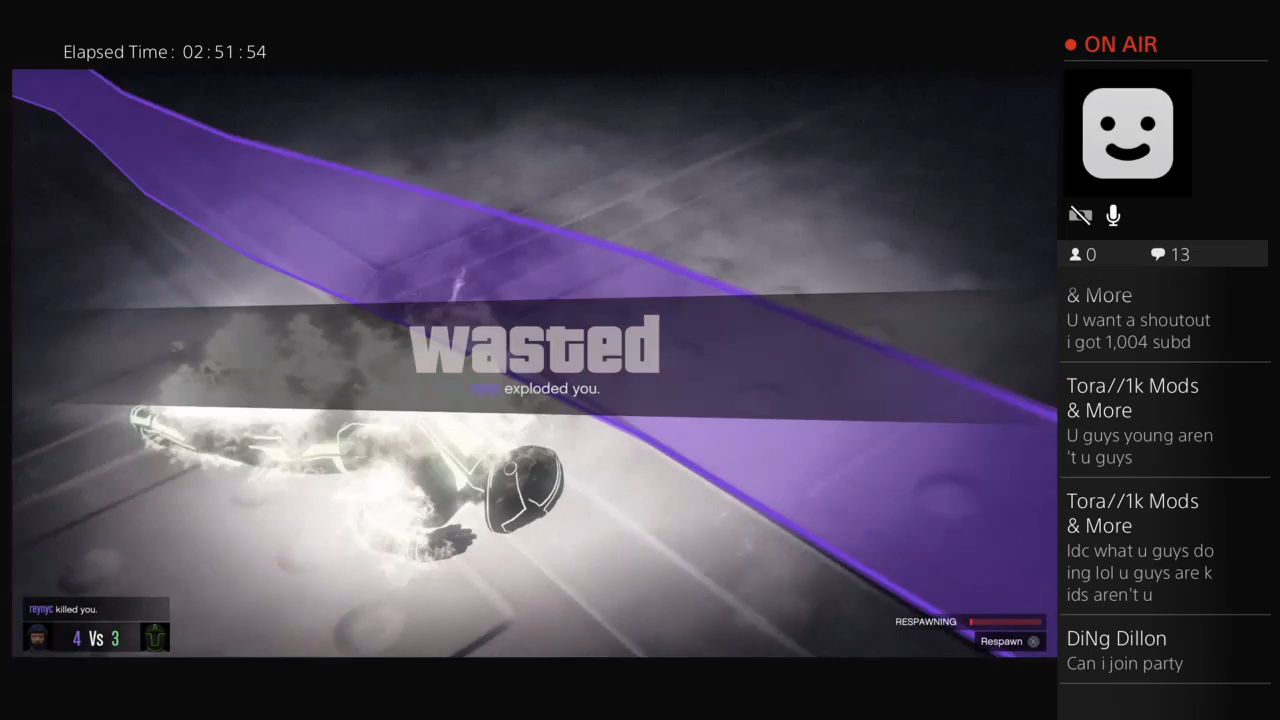 Elapsed Time: 02:51:54
ON AIR
0
13
& More
U want a shoutout
i got 1,004 subd
Tora//1k Mods
& More
U guys young aren
't u guys
Tora//1k Mods
& More
Idc what u guys do
ing lol u guys are k
ids aren't u
DiNg Dillon
Can i join party
wasted
exploded you.
reynyc killed you.
4 Vs 3
RESPAWNING
Respawn